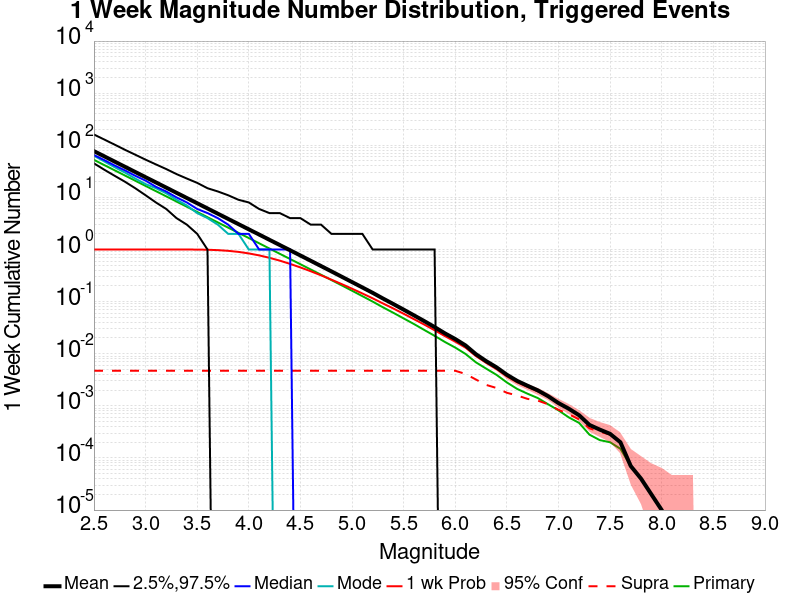 1 Week Magnitude Number Distribution, Triggered Events
1 Week Cumulative Number
10^4
10^3
10^2
10^1
10^0
10^-1
10^-2
10^-3
10^-4
10^-5
2.5 3.0 3.5 4.0 4.5 5.0 5.5 6.0 6.5 7.0 7.5 8.0 8.5 9.0
Magnitude
Mean 2.5%,97.5% Median Mode 1 wk Prob 95% Conf Supra Primary